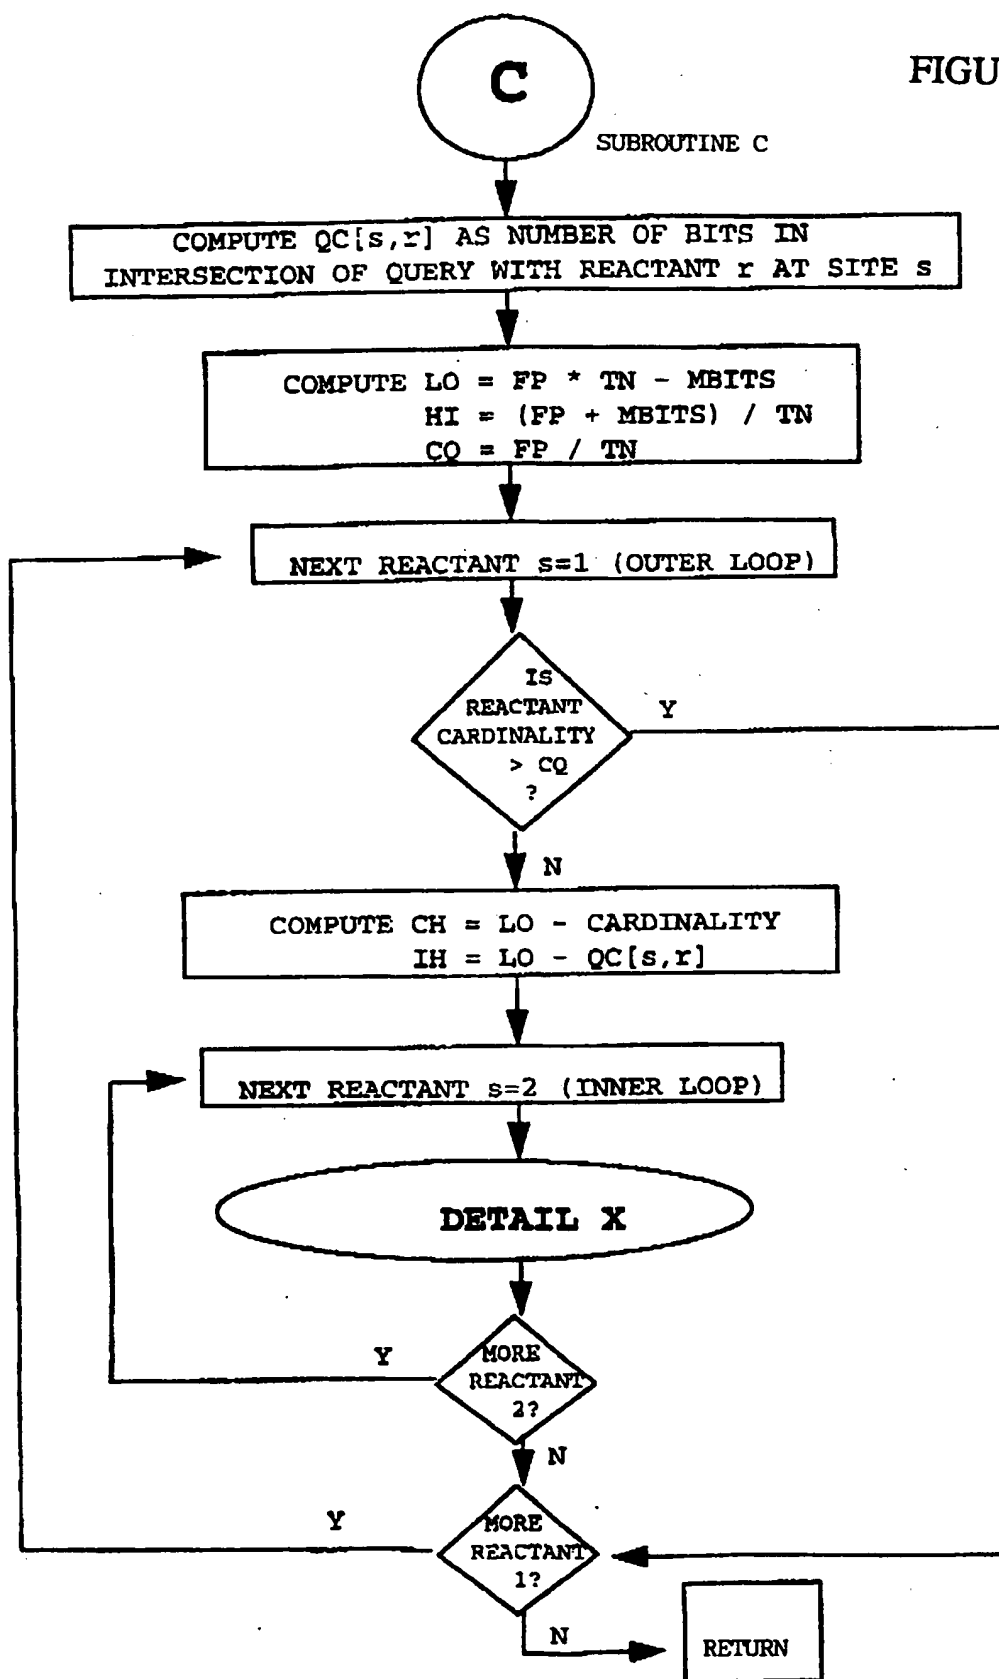 C
FIGU
SUBROUTINE C
COMPUTE QC[s,r] AS NUMBER OF BITS IN
INTERSECTION OF QUERY WITH REACTANT r AT SITE s
COMPUTE LO = FP * TN - MBITS
HI = (FP + MBITS) / TN
CQ = FP / TN
NEXT REACTANT s=1 (OUTER LOOP)
IS
REACTANT
CARDINALITY
> CQ
?
Y
N
COMPUTE CH = LO - CARDINALITY
IH = LO - QC[s,r]
NEXT REACTANT s=2 (INNER LOOP)
DETAIL X
MORE
REACTANT
2?
Y
N
MORE
REACTANT
1?
Y
N
RETURN